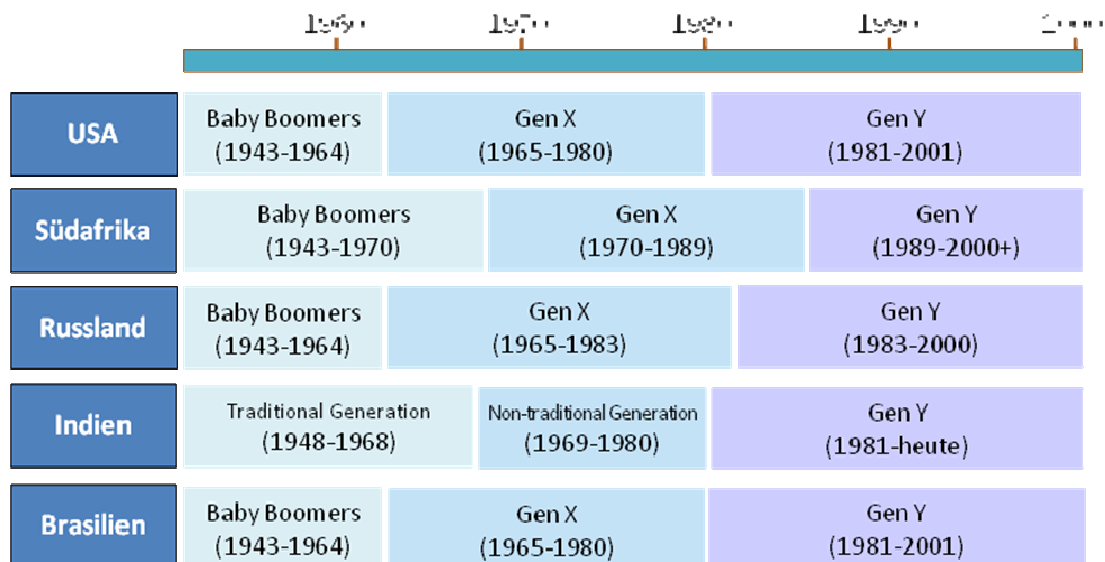 1960 1970 1980 1990 2000
USA
Baby Boomers
(1943-1964)
Gen X
(1965-1980)
Gen Y
(1981-2001)
Südafrika
Baby Boomers
(1943-1970)
Gen X
(1970-1989)
Gen Y
(1989-2000+)
Russland
Baby Boomers
(1943-1964)
Gen X
(1965-1983)
Gen Y
(1983-2000)
Indien
Traditional Generation
(1948-1968)
Non-traditional Generation
(1969-1980)
Gen Y
(1981-heute)
Brasilien
Baby Boomers
(1943-1964)
Gen X
(1965-1980)
Gen Y
(1981-2001)